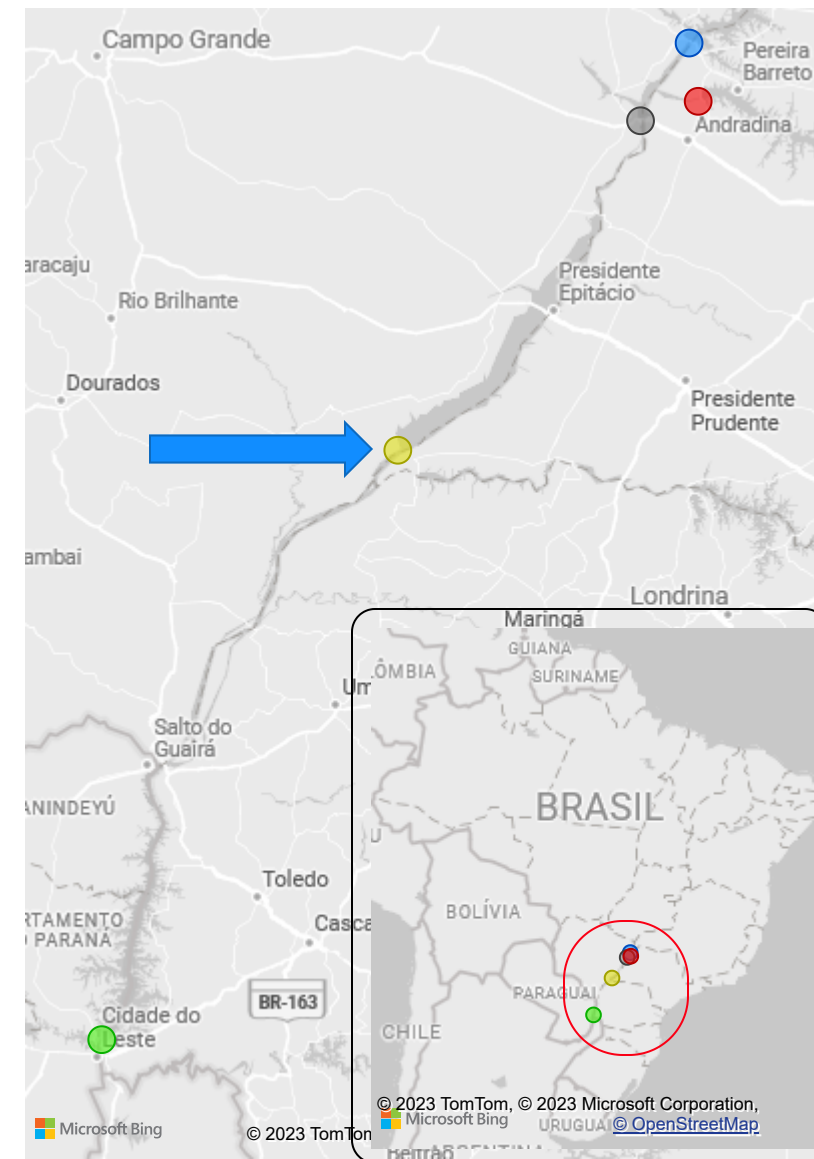 Campo Grande
Pereira
Barreto
Andradina
aracaju
Presidente
Epitácio
Rio Brilhante
Dourados
Presidente
Prudente
ambai
Londrina
Maringá
Um
Salto do
Guairá
ANINDEYÚ
Toledo
RTAMENTO
PARANÁ
Casca
BR-163
Cidade do
Leste
Microsoft Bing
© 2023 TomTom
GUIANA
ÔMBIA
SURINAME
BRASIL
U
BOLÍVIA
PARAGUAI
CHILE
© 2023 TomTom, © 2023 Microsoft Corporation,
Microsoft Bing
URUGUAI
© OpenStreetMap
ARGENTINA
Beltrão